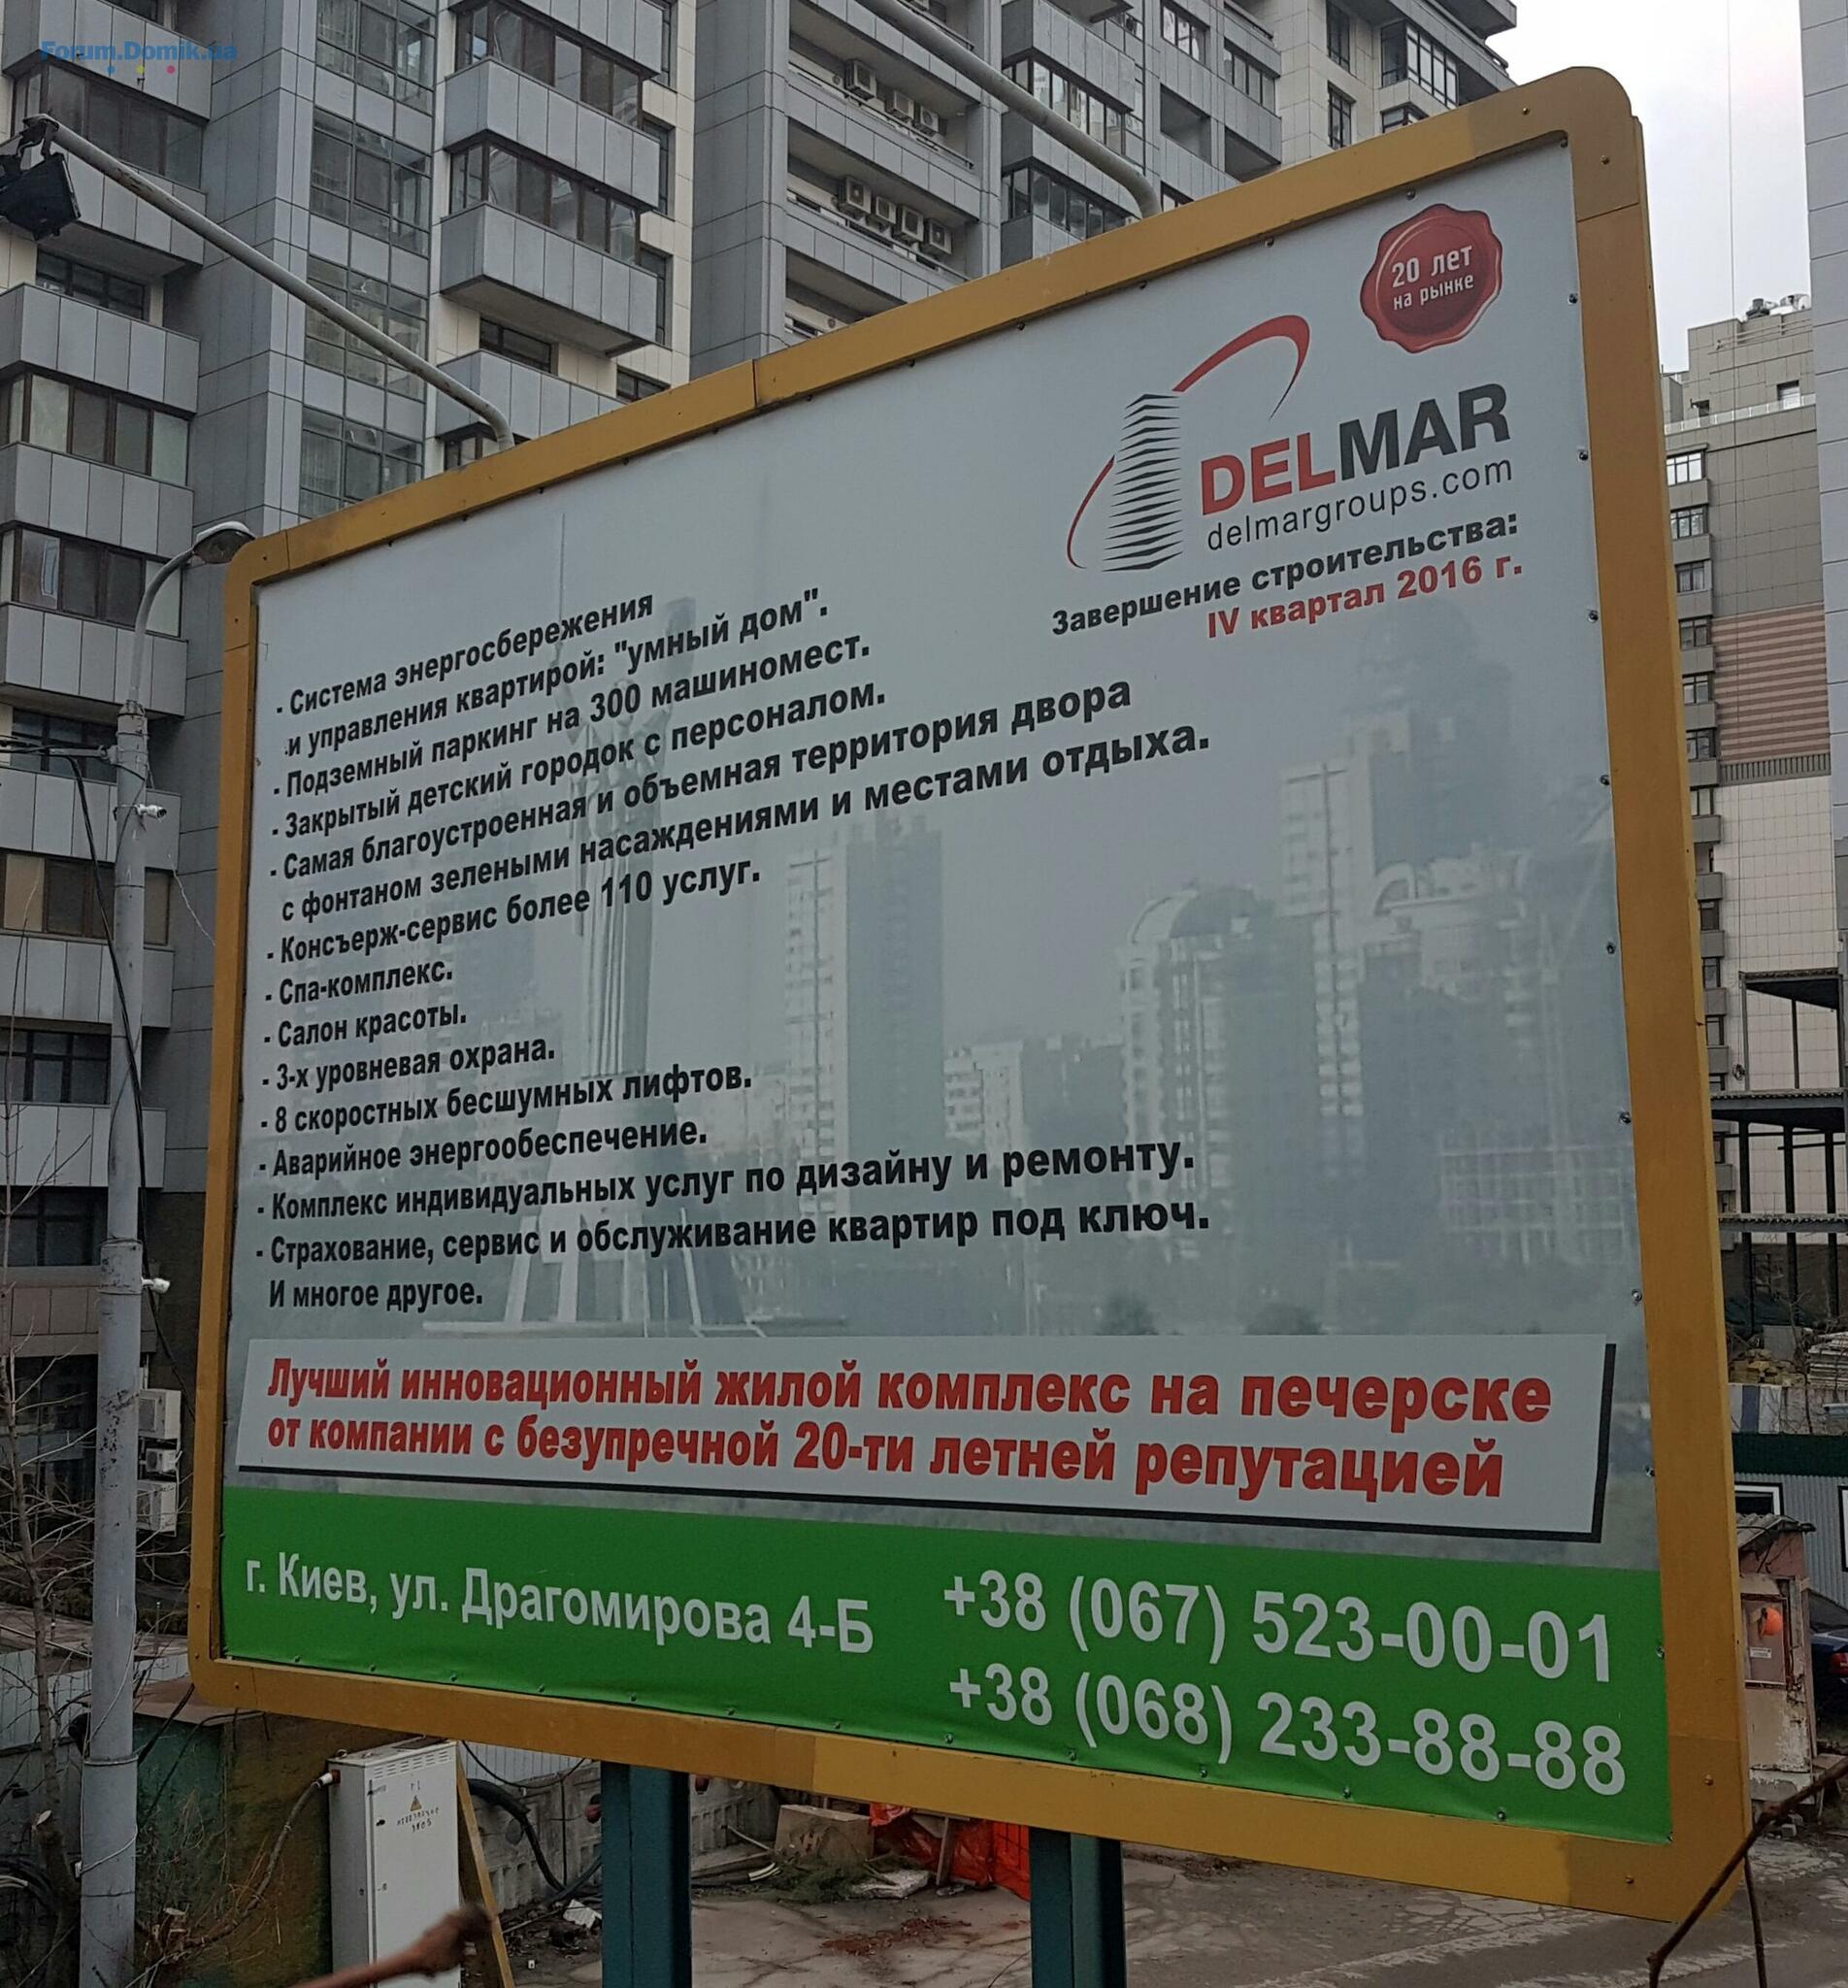 Forum.Domik.ua
20 лет
на рынке
DELMAR
delmargroups.com
Завершение строительства:
IV квартал 2016 г.
- Система энергосбережения
и управления квартирой: "умный дом".
- Подземный паркинг на 300 машиномест.
- Закрытый детский городок с персоналом.
- Самая благоустроенная и объемная территория двора
с фонтаном зелеными насаждениями и местами отдыха.
- Консъерж-сервис более 110 услуг.
- Спа-комплекс.
- Салон красоты.
- 3-х уровневая охрана.
- 8 скоростных бесшумных лифтов.
- Аварийное энергообеспечение.
- Комплекс индивидуальных услуг по дизайну и ремонту.
- Страхование, сервис и обслуживание квартир под ключ.
И многое другое.
Лучший инновационный жилой комплекс на печерске
от компании с безупречной 20-ти летней репутацией
г. Киев, ул. Драгомирова 4-Б
+38 (067) 523-00-01
+38 (068) 233-88-88